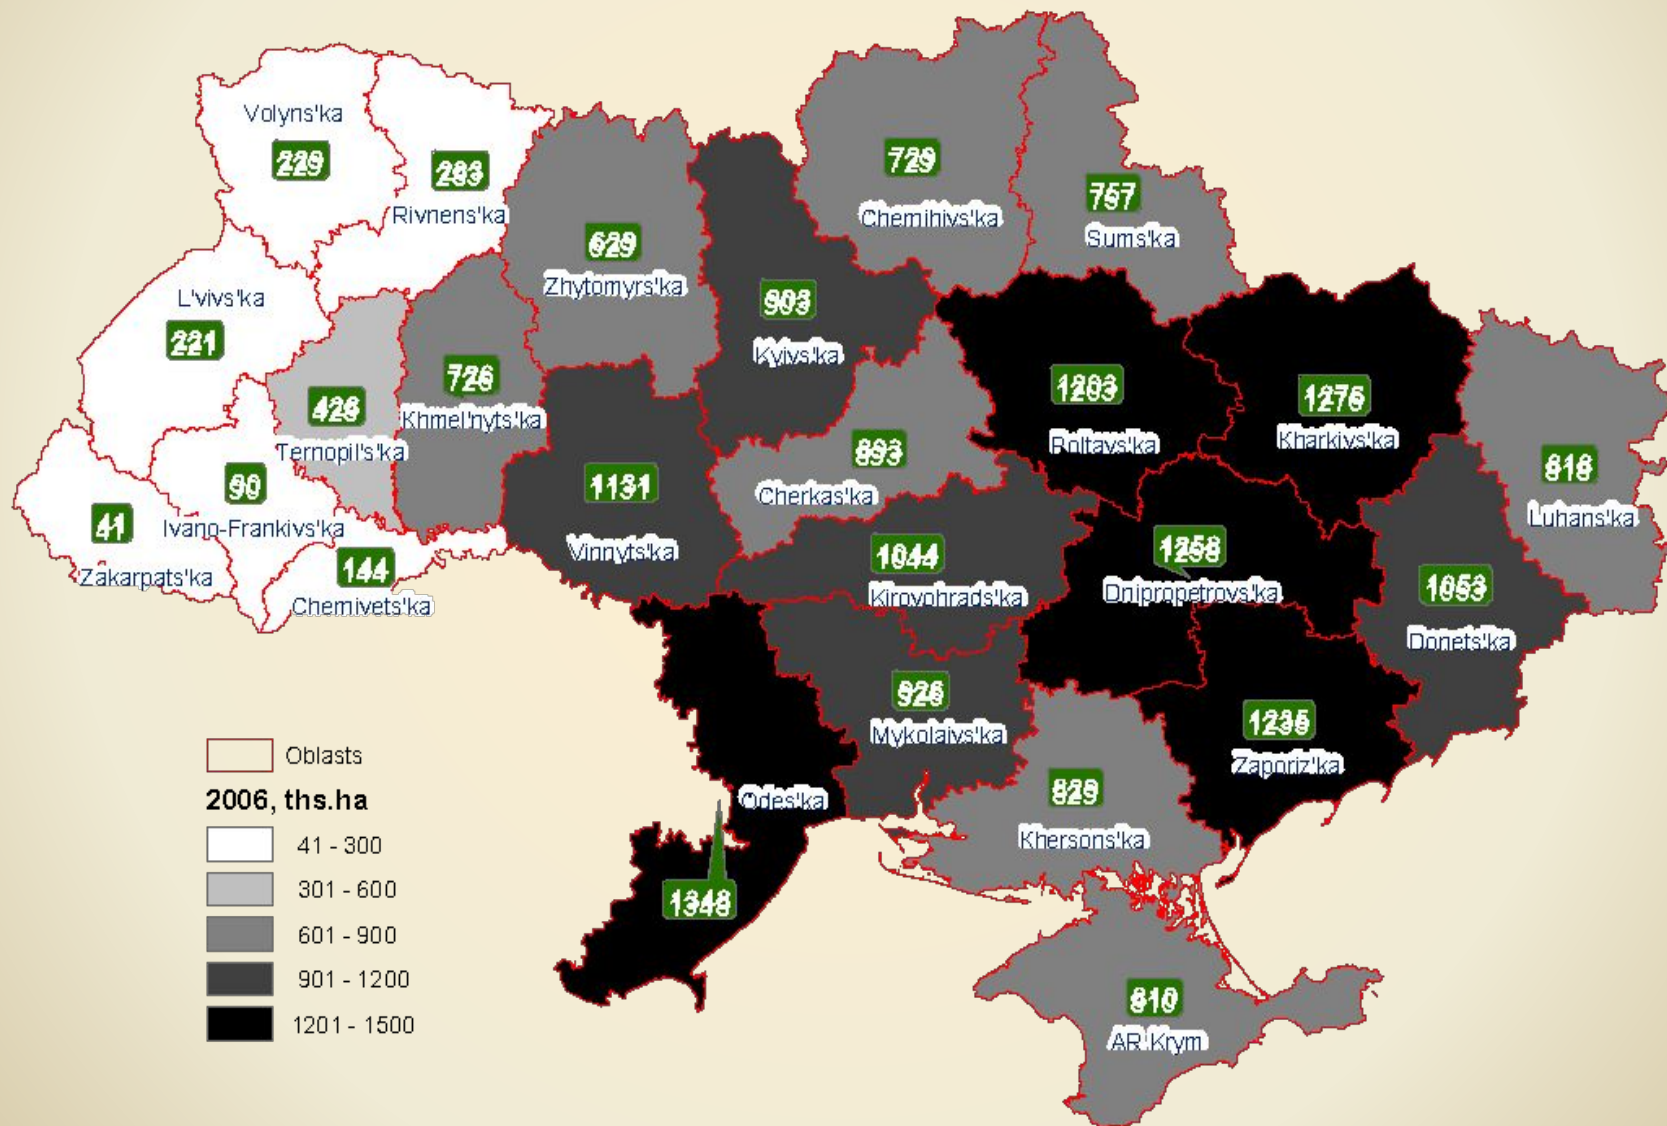 Volyns'ka
229
283
Rivnens'ka
729
Chernihivs'ka
757
Sums'ka
629
Zhytomyrs'ka
L'vivs'ka
221
903
Kyivs'ka
726
Khmel'nyts'ka
426
Ternopil's'ka
1203
Poltavs'ka
1276
Kharkivs'ka
893
Cherkas'ka
818
Luhans'ka
90
Ivano-Frankivs'ka
41
Zakarpats'ka
144
Chernivets'ka
1131
Vinnyts'ka
1044
Kirovohrads'ka
1258
Dnipropetrovs'ka
1053
Donets'ka
926
Mykolaivs'ka
1235
Zaporiz'ka
Odes'ka
1348
829
Khersons'ka
810
AR Krym
Oblasts
2006, ths.ha
41 - 300
301 - 600
601 - 900
901 - 1200
1201 - 1500